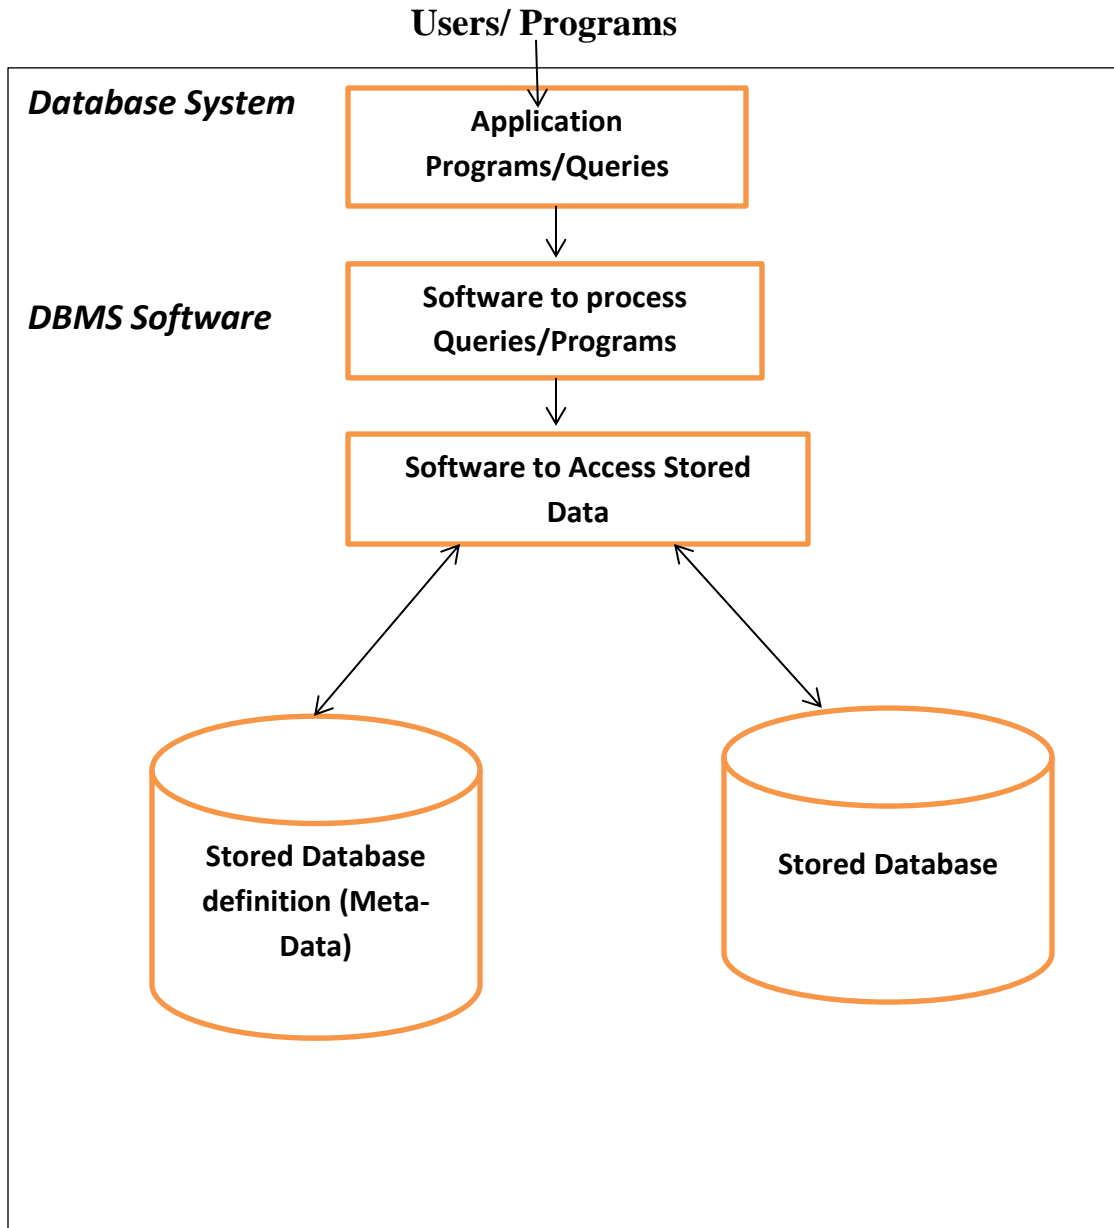 Users/ Programs
Database System
Application
Programs/Queries
DBMS Software
Software to process
Queries/Programs
Software to Access Stored
Data
Stored Database
definition (Meta-
Data)
Stored Database